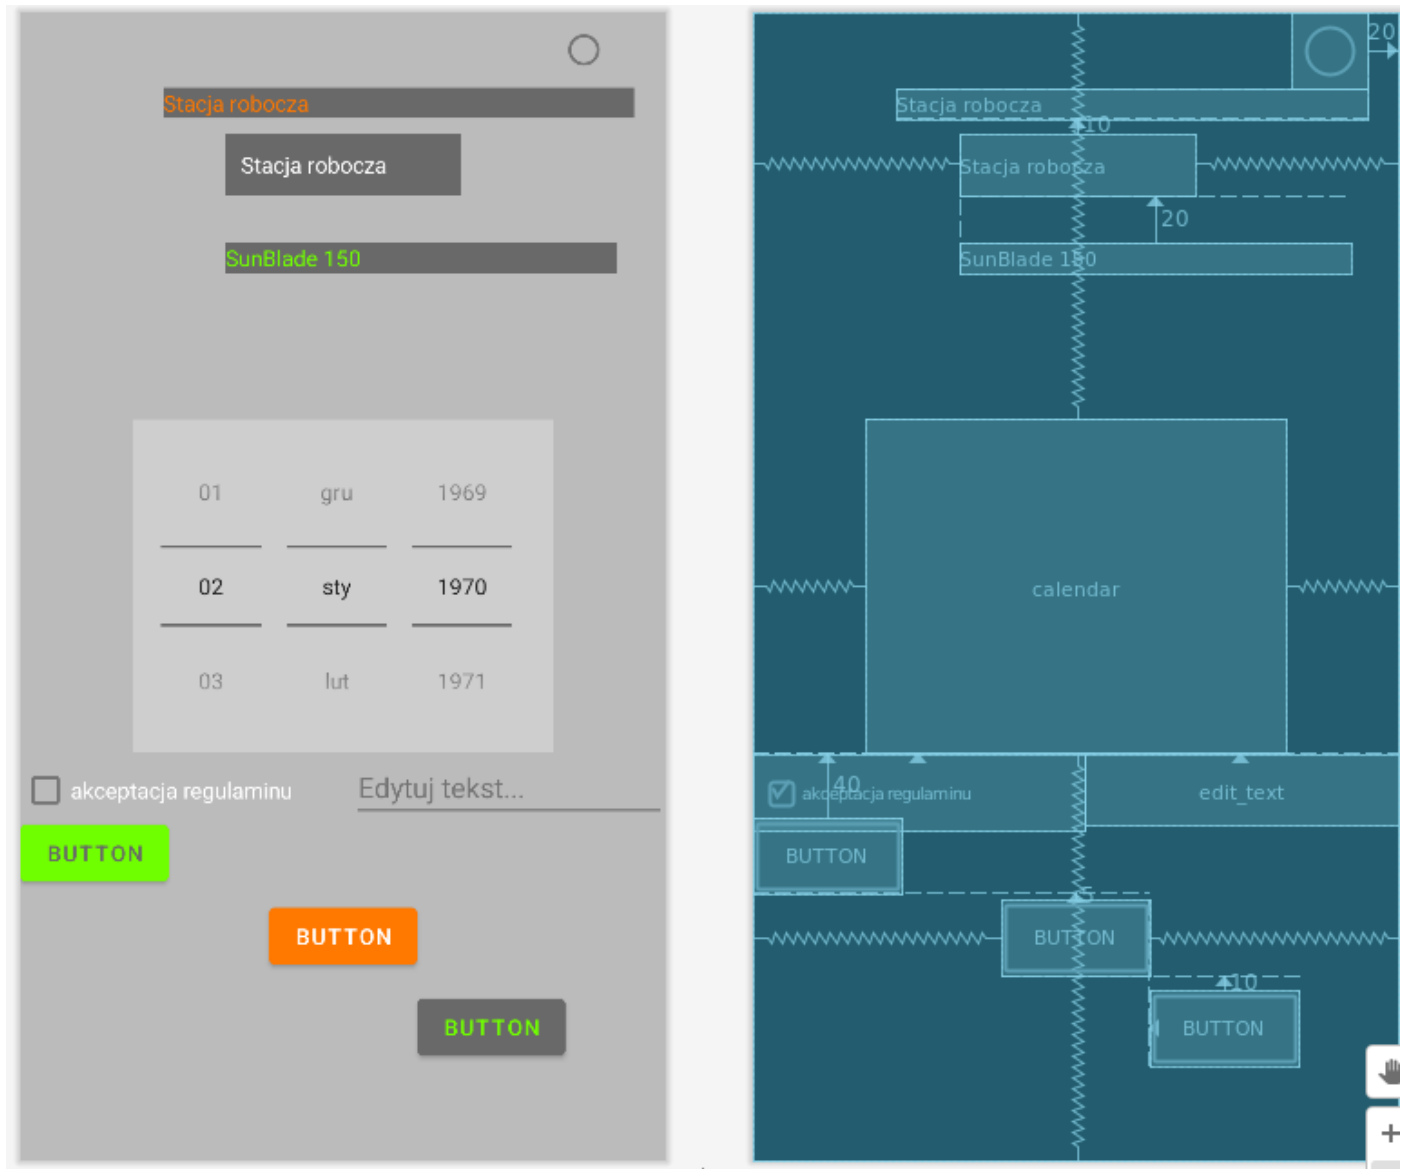 Stacja robocza
Stacja robocza
SunBlade 150
01 gru 1969
02 sty 1970
03 lut 1971
akceptacja regulaminu Edytuj tekst...
BUTTON
BUTTON
BUTTON
20
Stacja robocza
10
Stacja robocza
20
SunBlade 150
calendar
40
akceptacja regulaminu edit_text
BUTTON
5
BUTTON
10
BUTTON
+